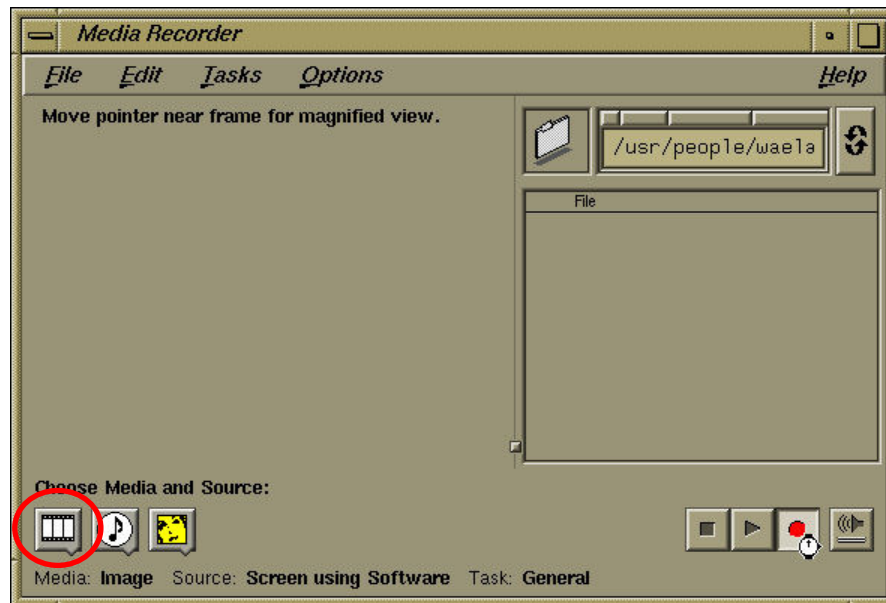 Media Recorder
File Edit Tasks Options Help
Move pointer near frame for magnified view.
/usr/people/waela
File
Choose Media and Source:
Media: Image Source: Screen using Software Task: General